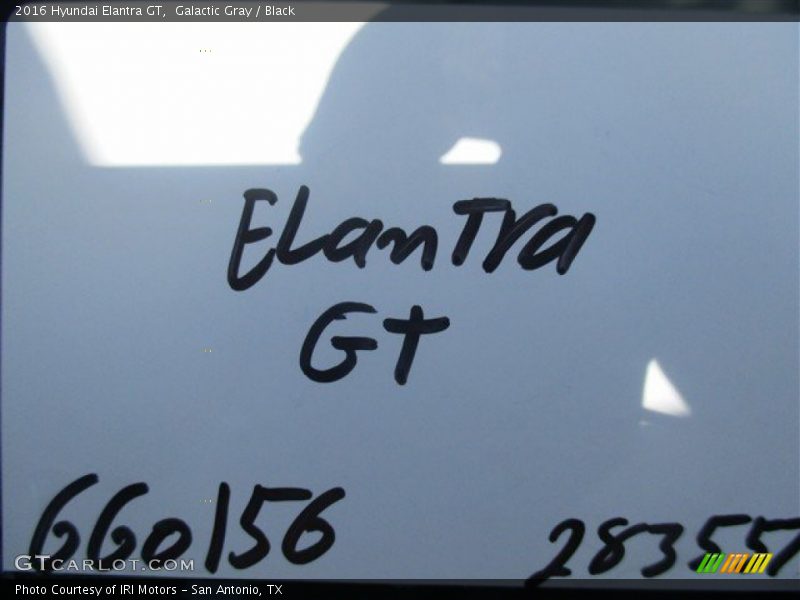 2016 Hyundai Elantra GT,  Galactic Gray / Black
ELanTra
GT
660156
28355
GTCARLOT.COM
Photo Courtesy of IRI Motors – San Antonio, TX